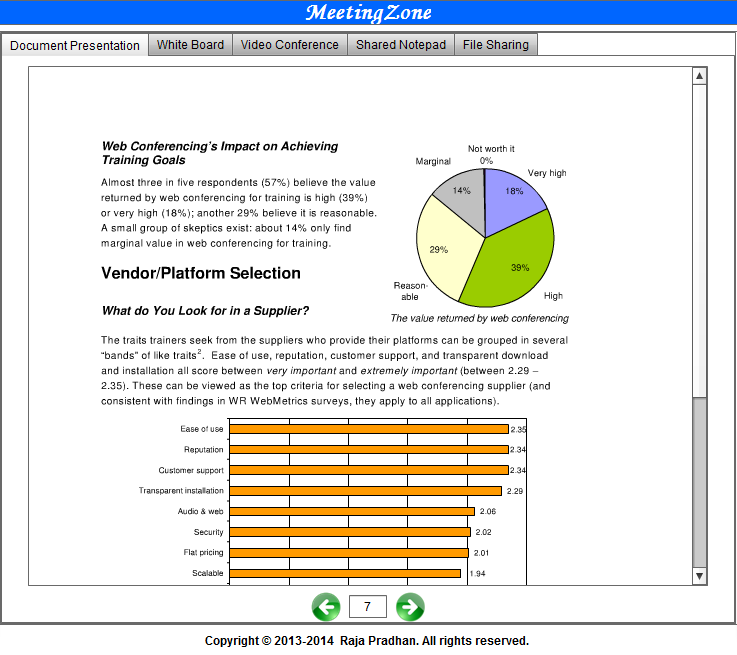 MeetingZone
Document Presentation White Board Video Conference Shared Notepad File Sharing
Web Conferencing's Impact on Achieving
Training Goals
Almost three in five respondents (57%) believe the value
returned by web conferencing for training is high (39%)
or very high (18%); another 29% believe it is reasonable.
A small group of skeptics exist: about 14% only find
marginal value in web conferencing for training.
Not worth it
0%
Marginal
Very high
14%
18%
29%
39%
Reason-
able
High
The value returned by web conferencing
Vendor/Platform Selection
What do You Look for in a Supplier?
The traits trainers seek from the suppliers who provide their platforms can be grouped in several
“bands” of like traits². Ease of use, reputation, customer support, and transparent download
and installation all score between very important and extremely important (between 2.29 –
2.35). These can be viewed as the top criteria for selecting a web conferencing supplier (and
consistent with findings in WR WebMetrics surveys, they apply to all applications).
Ease of use 2.35
Reputation 2.34
Customer support 2.34
Transparent installation 2.29
Audio & web 2.06
Security 2.02
Flat pricing 2.01
Scalable 1.94
7
Copyright © 2013-2014 Raja Pradhan. All rights reserved.